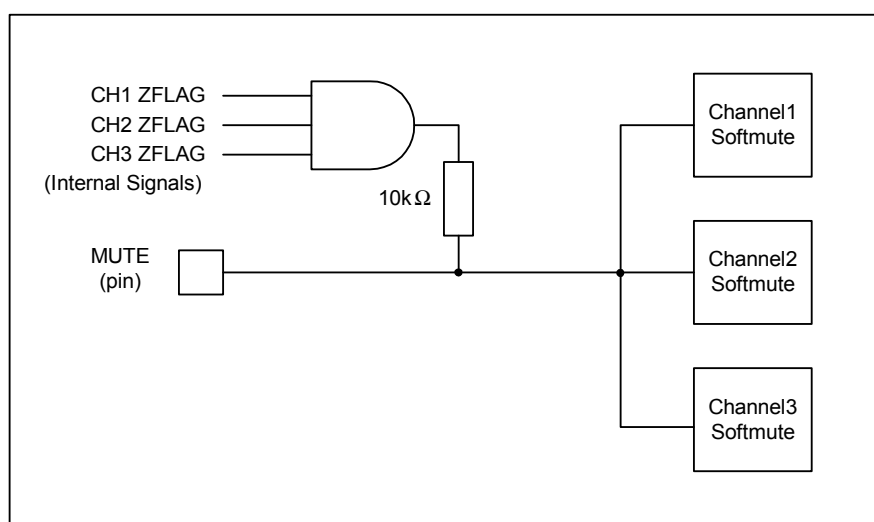 CH1 ZFLAG
CH2 ZFLAG
CH3 ZFLAG
(Internal Signals)
10kΩ
MUTE
(pin)
Channel1
Softmute
Channel2
Softmute
Channel3
Softmute